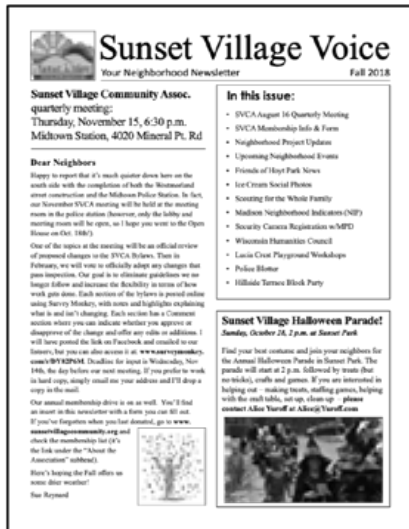 Sunset Village Voice
Your Neighborhood Newsletter Fall 2018
Sunset Village Community Assoc.
quarterly meeting:
Thursday, November 15, 6:30 p.m.
Midtown Station, 4020 Mineral Pt. Rd
Dear Neighbors
Happy to report that it's much quieter down here on the
south side with the completion of both the Westmorland
street construction and the Midtown Police Station. In fact,
our November SVCA meeting will be held at the meeting
room in the police station (however, only the lobby and
meeting room will be open, so I hope you went to the Open
House on Oct. 18th!).
One of the topics at the meeting will be an official review
of proposed changes to the SVCA Bylaws. Then in
February, we will vote to officially adopt any changes that
pass inspection. Our goal is to eliminate guidelines we no
longer follow and increase the flexibility in terms of how
work gets done. Each section of the bylaws is posted online
using Survey Monkey, with notes and highlights explaining
what is and isn't changing. Each section has a Comment
section where you can indicate whether you approve or
disapprove of the change and offer any edits or additions. I
will have posted the link on Facebook and emailed to our
listserv, but you can also access it at: www.surveymonkey.
Deadline for input is Wednesday, Nov
14th, the day before our next meeting. If you prefer to work
in hard copy, simply email me your address and I'll drop a
copy in the mail.
Our annual membership drive is on as well. You'll find
an insert in this newsletter with a form you can fill out.
If you've forgotten when you last donated, go to www.
sunsetvillagecommunity.org and
check the membership list (it's
the link under the "About the
Association" subhead).
Here's hoping the Fall offers us
some drier weather!
Sue Reynard
In this issue:
• SVCA August 16 Quarterly Meeting
• SVCA Membership Info & Form
• Neighborhood Project Updates
• Upcoming Neighborhood Events
• Friends of Hoyt Park News
• Ice Cream Social Photos
• Scouting for the Whole Family
• Madison Neighborhood Indicators (NIP)
• Security Camera Registration w/MPD
• Wisconsin Humanities Council
• Lucia Crest Playground Workshops
• Police Blotter
• Hillside Terrace Block Party
Sunset Village Halloween Parade!
Sunday, October 28, 2 p.m. at Sunset Park
Find your best costume and join your neighbors for
the Annual Halloween Parade in Sunset Park. The
parade will start at 2 p.m. followed by treats (but
no tricks), crafts and games. If you are interested in
helping out – making treats, staffing games, helping
with the craft table, set up, clean up – please
contact Alice Yuroff at Alice@Yuroff.com